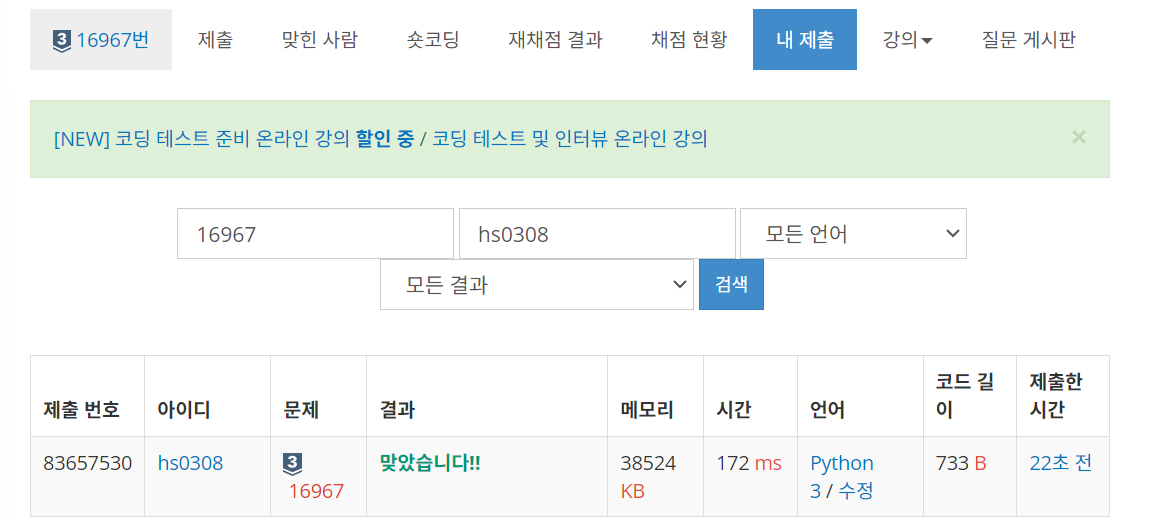 3 16967번 제출 맞힌 사람 숏코딩 재채점 결과 채점 현황 내 제출 강의 질문 게시판
[NEW] 코딩 테스트 준비 온라인 강의 할인 중 / 코딩 테스트 및 인터뷰 온라인 강의 ×
16967 hs0308 모든 언어
모든 결과 검색
제출 번호 아이디 문제 결과 메모리 시간 언어 코드 길이 제출한 시간
83657530 hs0308 3 맞았습니다!! 38524 172 ms Python 733 B 22초 전
16967 KB 3 / 수정